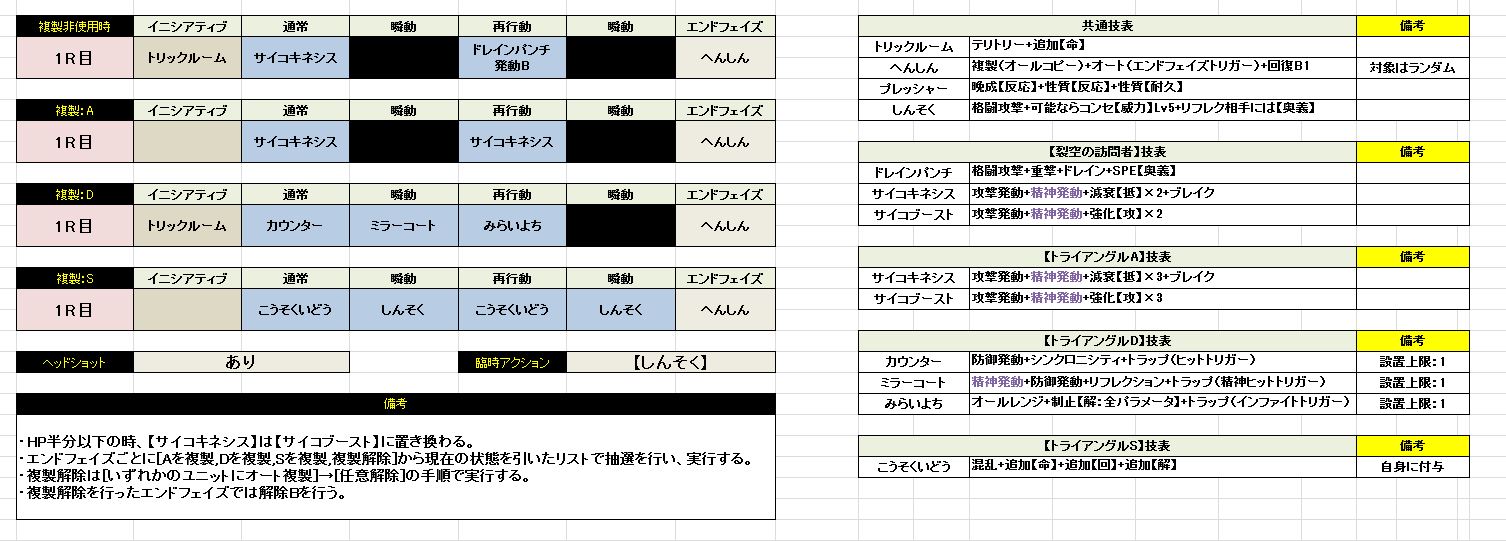 複製非使用時 イニシアティブ 通常 瞬動 再行動 瞬動 エンドフェイズ
1R目 トリックルーム サイコキネシス ドレインパンチ へんしん
発動B
複製:A イニシアティブ 通常 瞬動 再行動 瞬動 エンドフェイズ
1R目 サイコキネシス サイコキネシス へんしん
複製:D イニシアティブ 通常 瞬動 再行動 瞬動 エンドフェイズ
1R目 トリックルーム カウンター ミラーコート みらいよち へんしん
複製:S イニシアティブ 通常 瞬動 再行動 瞬動 エンドフェイズ
1R目 こうそくいどう しんそく こうそくいどう しんそく へんしん
ヘッドショット あり 臨時アクション 【しんそく】
備考
・HP半分以下の時、【サイコキネシス】は【サイコブースト】に置き換わる。
・エンドフェイズごとに[Aを複製,Dを複製,Sを複製,複製解除]から現在の状態を引いたリストで抽選を行い、実行する。
・複製解除は[いずれかのユニットにオート複製]→[任意解除]の手順で実行する。
・複製解除を行ったエンドフェイズでは解除Bを行う。
共通技表 備考
トリックルーム テリトリー+追加【命】
へんしん 複製(オールコピー)+オート(エンドフェイズトリガー)+回復B1 対象はランダム
プレッシャー 晩成【反応】+性質【反応】+性質【耐久】
しんそく 格闘攻撃+可能ならコンセ【威力】Lv5+リフレク相手には【奥義】
【裂空の訪問者】技表 備考
ドレインパンチ 格闘攻撃+重撃+ドレイン+SPE【奥義】
サイコキネシス 攻撃発動+精神発動+減衰【抵】×2+ブレイク
サイコブースト 攻撃発動+精神発動+強化【攻】×2
【トライアングルA】技表 備考
サイコキネシス 攻撃発動+精神発動+減衰【抵】×3+ブレイク
サイコブースト 攻撃発動+精神発動+強化【攻】×3
【トライアングルD】技表 備考
カウンター 防御発動+シンクロニシティ+トラップ(ヒットトリガー) 設置上限:1
ミラーコート 精神発動+防御発動+リフレクション+トラップ(精神ヒットトリガー) 設置上限:1
みらいよち オールレンジ+制止【解:全パラメータ】+トラップ(インファイトトリガー) 設置上限:1
【トライアングルS】技表 備考
こうそくいどう 混乱+追加【命】+追加【回】+追加【解】 自身に付与